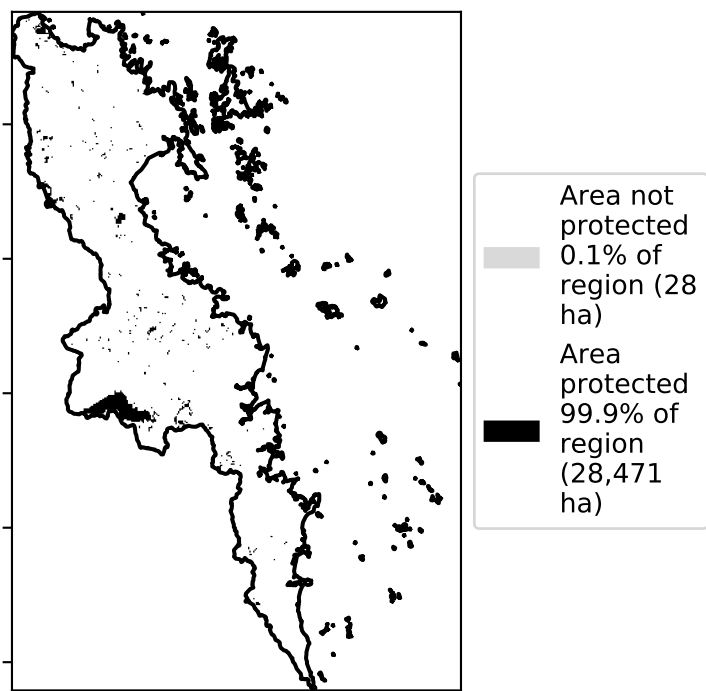 Area not
protected
0.1% of
region (28
ha)
Area
protected
99.9% of
region
(28,471
ha)